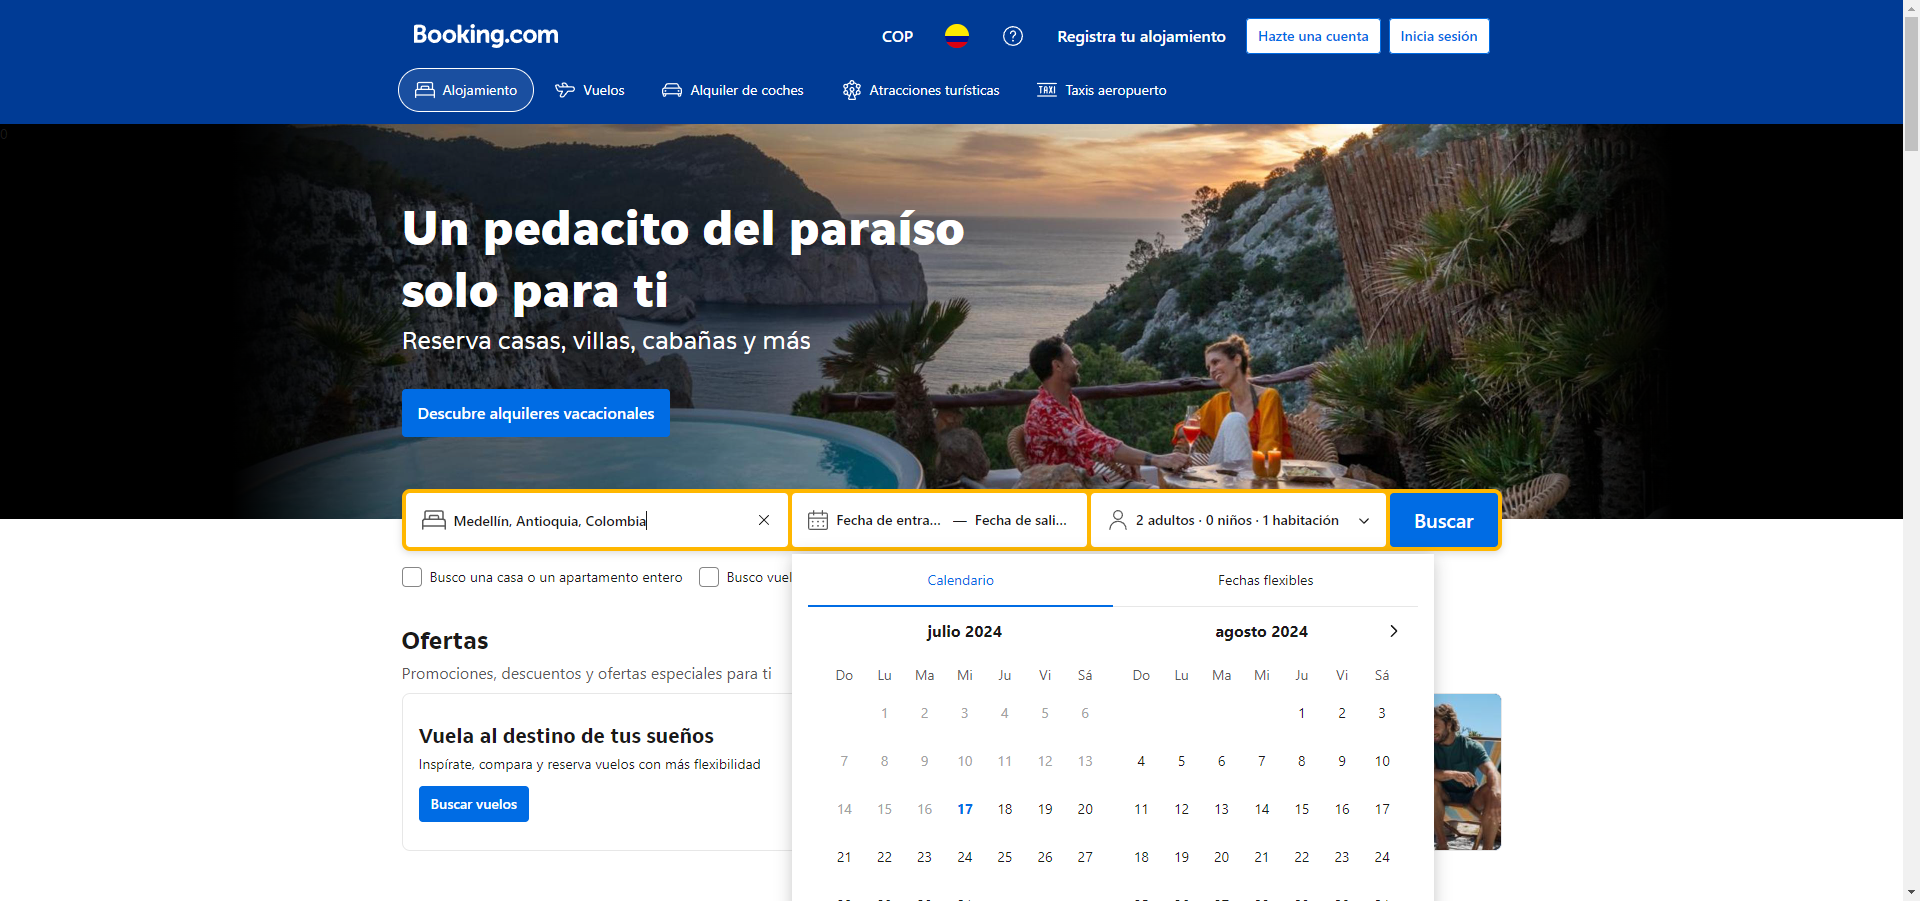 Booking.com
COP
Registra tu alojamiento
Hazte una cuenta
Inicia sesión
Alojamiento
Vuelos
Alquiler de coches
Atracciones turísticas
TAXI Taxis aeropuerto
0
Un pedacito del paraíso
solo para ti
Reserva casas, villas, cabañas y más
Descubre alquileres vacacionales
Medellín, Antioquia, Colombia
Fecha de entra... — Fecha de sali...
2 adultos · 0 niños · 1 habitación
Buscar
Busco una casa o un apartamento entero
Busco vuel
Calendario
Fechas flexibles
Ofertas
Promociones, descuentos y ofertas especiales para ti
Vuela al destino de tus sueños
Inspírate, compara y reserva vuelos con más flexibilidad
Buscar vuelos
julio 2024
Do Lu Ma Mi Ju Vi Sá
1 2 3 4 5 6
7 8 9 10 11 12 13
14 15 16 17 18 19 20
21 22 23 24 25 26 27
agosto 2024
Do Lu Ma Mi Ju Vi Sá
1 2 3
4 5 6 7 8 9 10
11 12 13 14 15 16 17
18 19 20 21 22 23 24